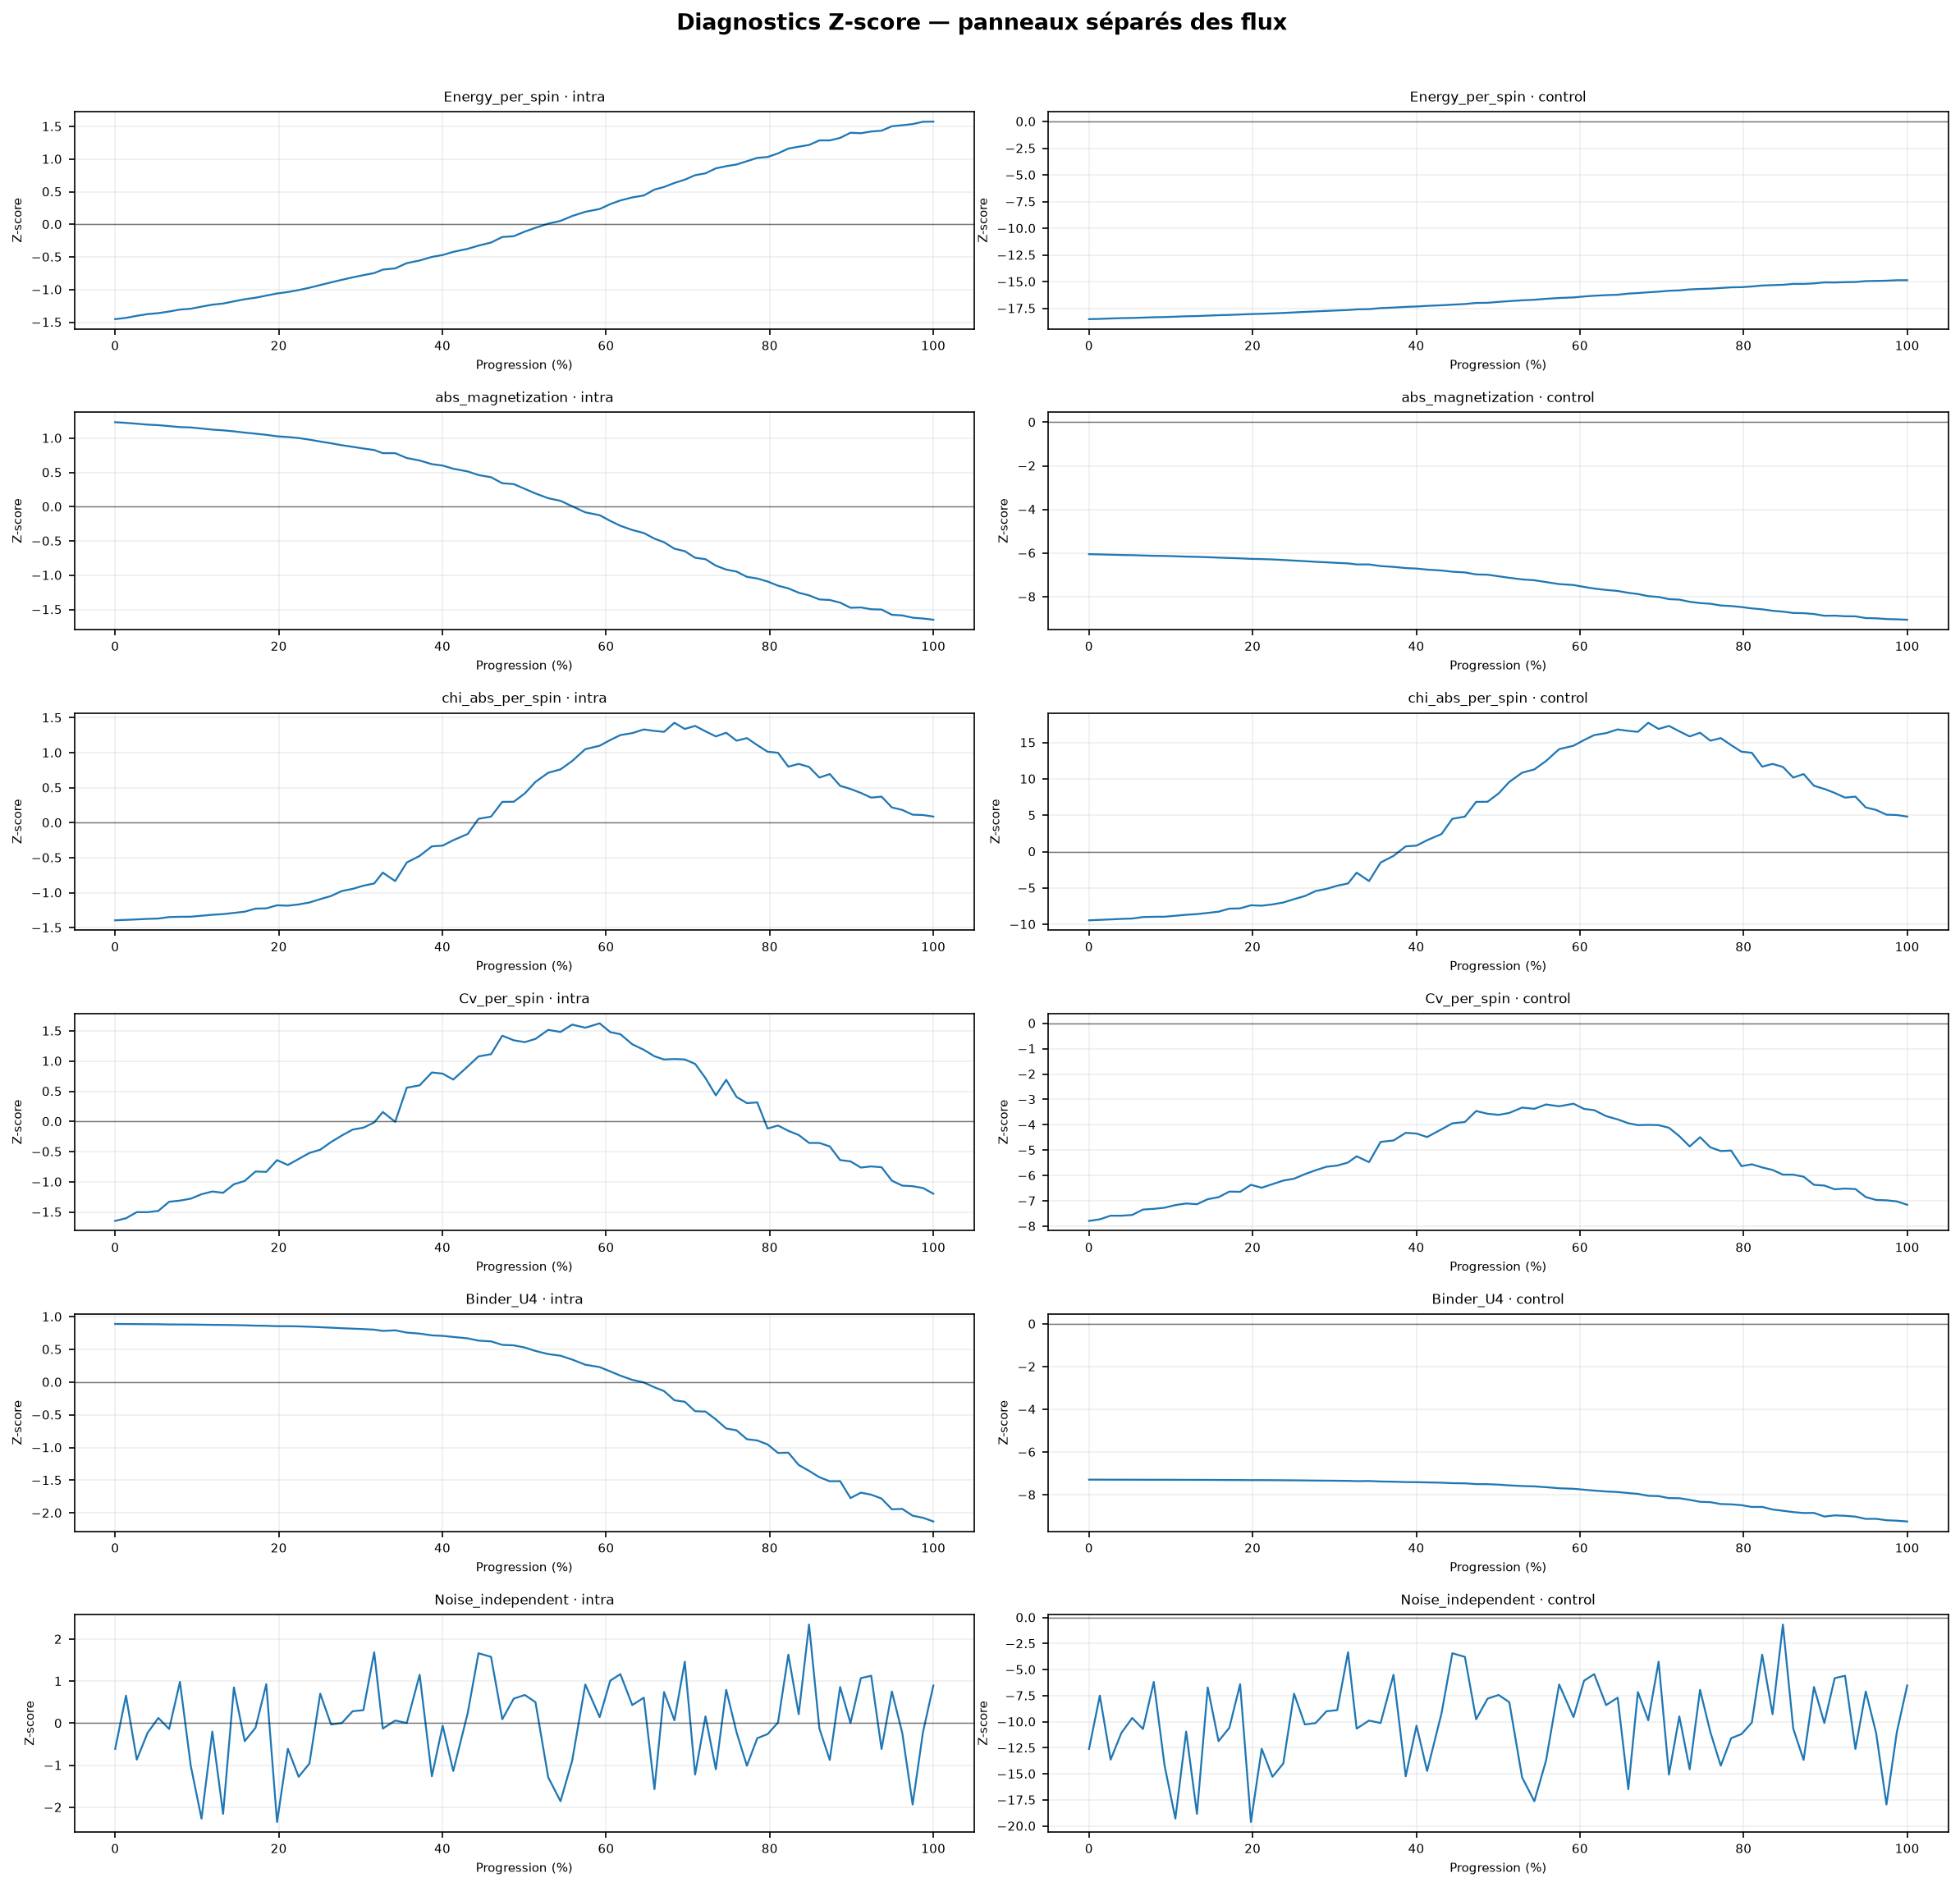 Diagnostics Z-score — panneaux séparés des flux
Energy_per_spin · intra
Z-score
1.5
1.0
0.5
0.0
−0.5
−1.0
−1.5
0 20 40 60 80 100
Progression (%)
Energy_per_spin · control
Z-score
0.0
−2.5
−5.0
−7.5
−10.0
−12.5
−15.0
−17.5
0 20 40 60 80 100
Progression (%)
abs_magnetization · intra
Z-score
1.0
0.5
0.0
−0.5
−1.0
−1.5
0 20 40 60 80 100
Progression (%)
abs_magnetization · control
Z-score
0
−2
−4
−6
−8
0 20 40 60 80 100
Progression (%)
chi_abs_per_spin · intra
Z-score
1.5
1.0
0.5
0.0
−0.5
−1.0
−1.5
0 20 40 60 80 100
Progression (%)
chi_abs_per_spin · control
Z-score
15
10
5
0
−5
−10
0 20 40 60 80 100
Progression (%)
Cv_per_spin · intra
Z-score
1.5
1.0
0.5
0.0
−0.5
−1.0
−1.5
0 20 40 60 80 100
Progression (%)
Cv_per_spin · control
Z-score
0
−1
−2
−3
−4
−5
−6
−7
−8
0 20 40 60 80 100
Progression (%)
Binder_U4 · intra
Z-score
1.0
0.5
0.0
−0.5
−1.0
−1.5
−2.0
0 20 40 60 80 100
Progression (%)
Binder_U4 · control
Z-score
0
−2
−4
−6
−8
0 20 40 60 80 100
Progression (%)
Noise_independent · intra
Z-score
2
1
0
−1
−2
0 20 40 60 80 100
Progression (%)
Noise_independent · control
Z-score
0.0
−2.5
−5.0
−7.5
−10.0
−12.5
−15.0
−17.5
−20.0
0 20 40 60 80 100
Progression (%)